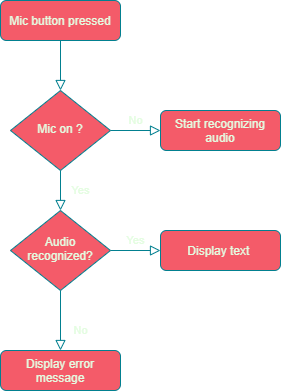 Mic button pressed
Mic on ?
No
Start recognizing
audio
Yes
Audio
recognized?
Yes
Display text
No
Display error
message